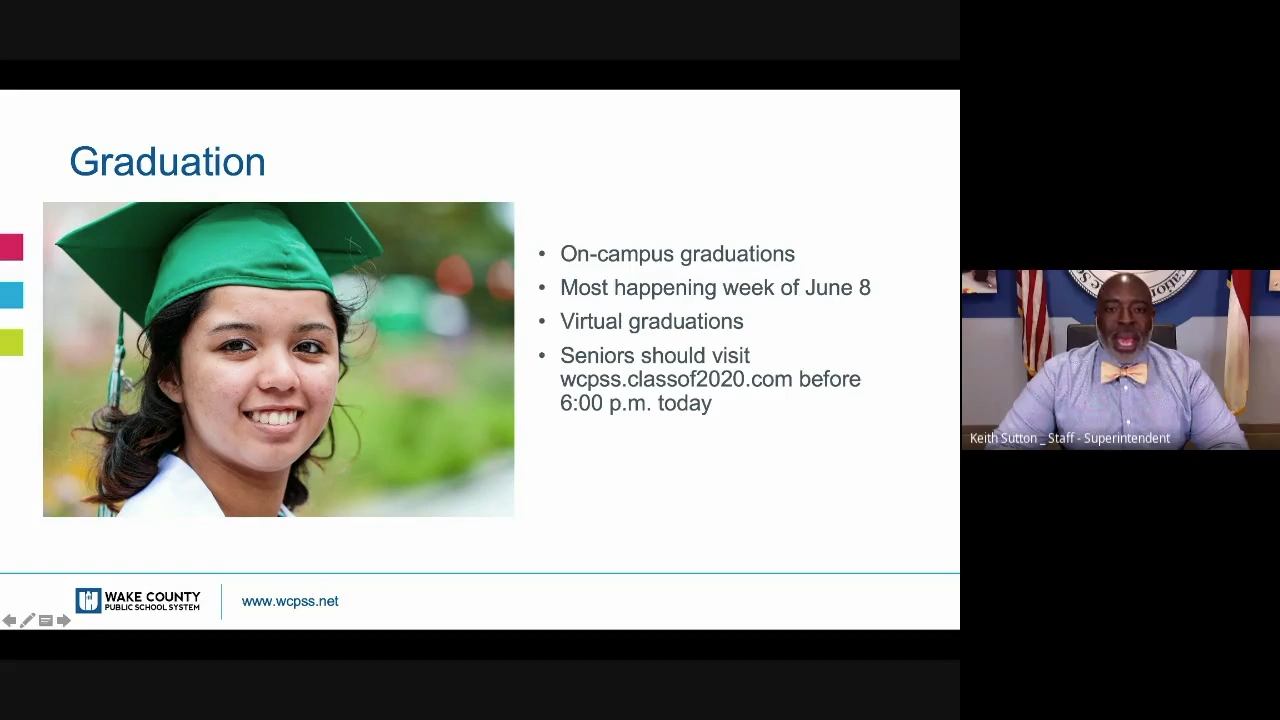 Graduation
• On-campus graduations
• Most happening week of June 8
• Virtual graduations
• Seniors should visit
wcpss.classof2020.com before
6:00 p.m. today
WAKE COUNTY
PUBLIC SCHOOL SYSTEM
www.wcpss.net
Keith Sutton _ Staff - Superintendent